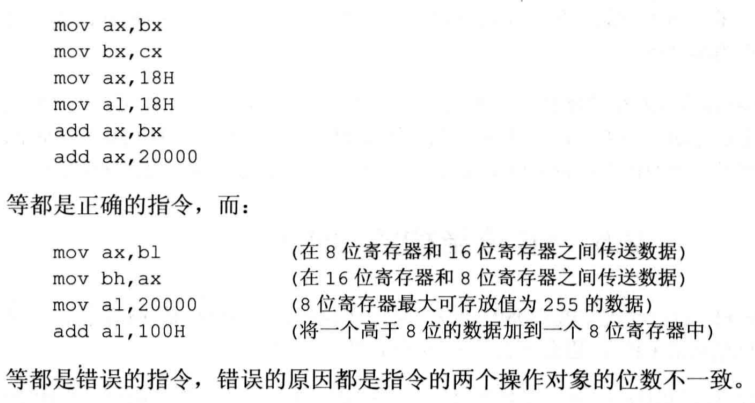 mov ax,bx
mov bx,cx
mov ax,18H
mov al,18H
add ax,bx
add ax,20000
等都是正确的指令，而：
mov ax,bl (在 8 位寄存器和 16 位寄存器之间传送数据)
mov bh,ax (在 16 位寄存器和 8 位寄存器之间传送数据)
mov al,20000 (8 位寄存器最大可存放值为 255 的数据)
add al,100H (将一个高于 8 位的数据加到一个 8 位寄存器中)
等都是错误的指令，错误的原因都是指令的两个操作对象的位数不一致。